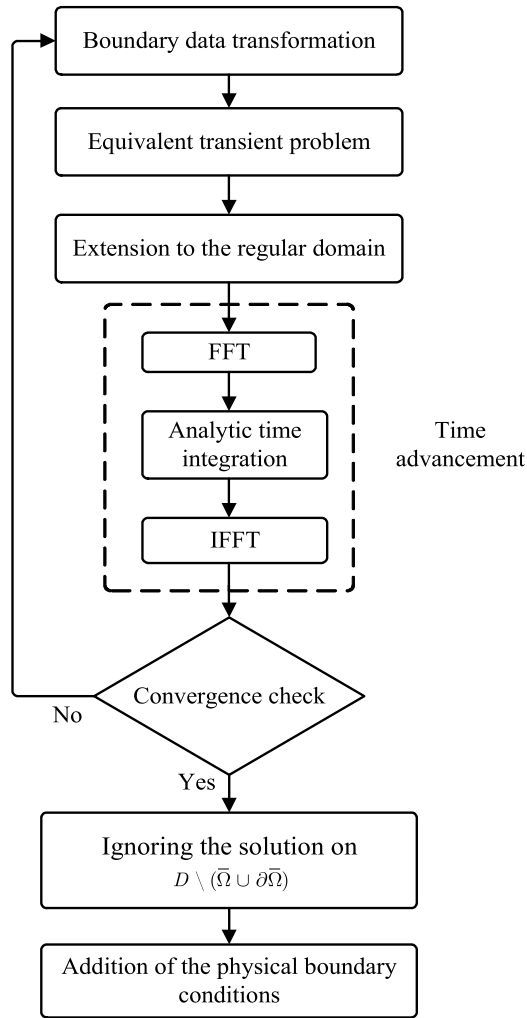 Boundary data transformation
Equivalent transient problem
Extension to the regular domain
FFT
Analytic time
integration
Time
advancement
IFFT
Convergence check
No
Yes
Ignoring the solution on
D \ (Ω̅ ∪ ∂Ω̅)
Addition of the physical boundary
conditions